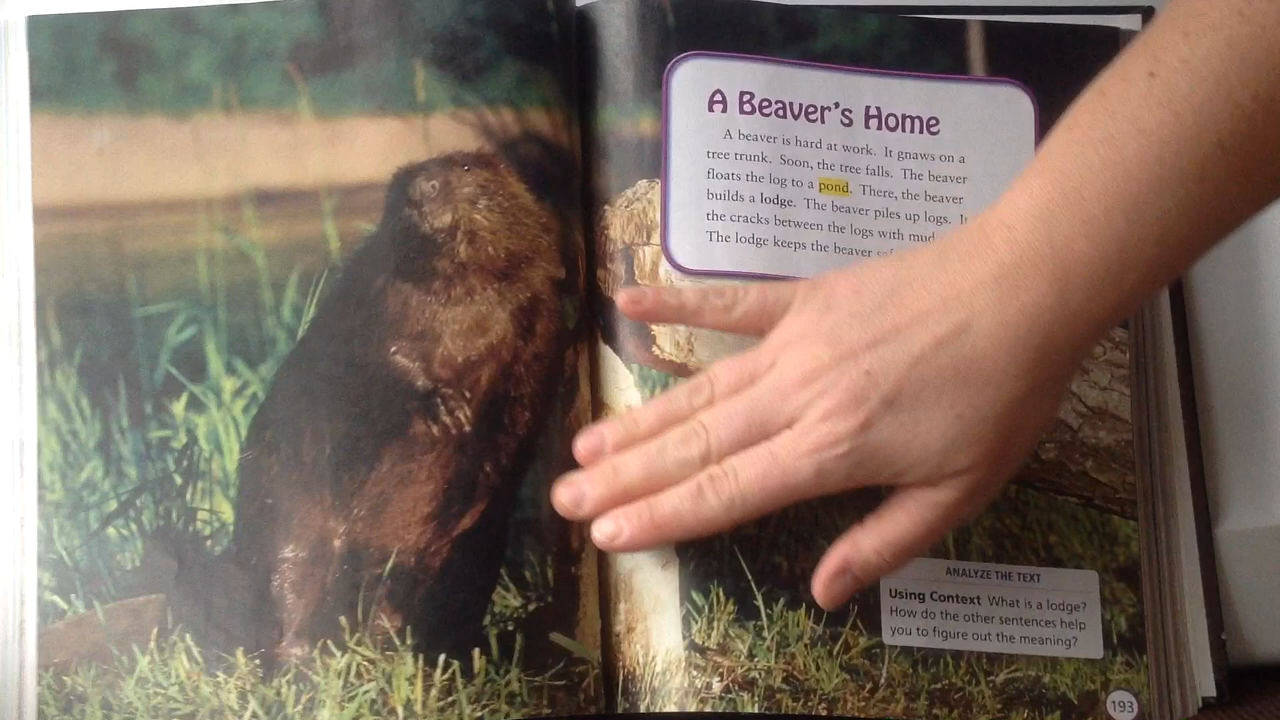 A Beaver's Home
A beaver is hard at work. It gnaws on a
tree trunk. Soon, the tree falls. The beaver
floats the log to a pond. There, the beaver
builds a lodge. The beaver piles up logs. It
the cracks between the logs with mud
The lodge keeps the beaver
ANALYZE THE TEXT
Using Context What is a lodge?
How do the other sentences help
you to figure out the meaning?
193